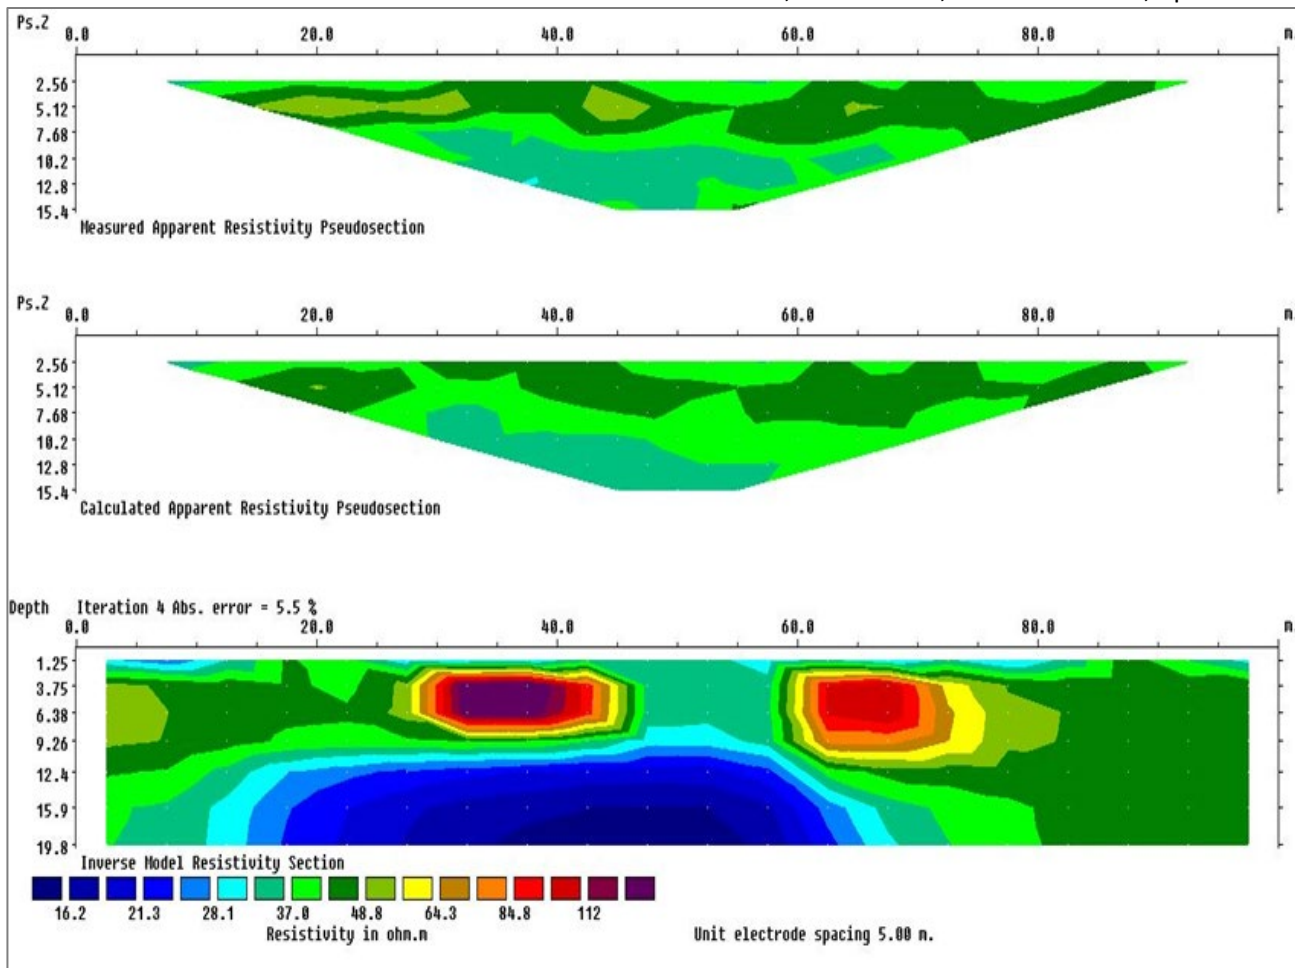 Ps.Z
0.0 20.0 40.0 60.0 80.0 m.
2.56
5.12
7.68
10.2
12.8
15.4
Measured Apparent Resistivity Pseudosection
Ps.Z
0.0 20.0 40.0 60.0 80.0 m.
2.56
5.12
7.68
10.2
12.8
15.4
Calculated Apparent Resistivity Pseudosection
Depth Iteration 4 Abs. error = 5.5 %
0.0 20.0 40.0 60.0 80.0 m.
1.25
3.75
6.38
9.26
12.4
15.9
19.8
Inverse Model Resistivity Section
16.2 21.3 28.1 37.0 48.8 64.3 84.8 112
Resistivity in ohm.m Unit electrode spacing 5.00 m.